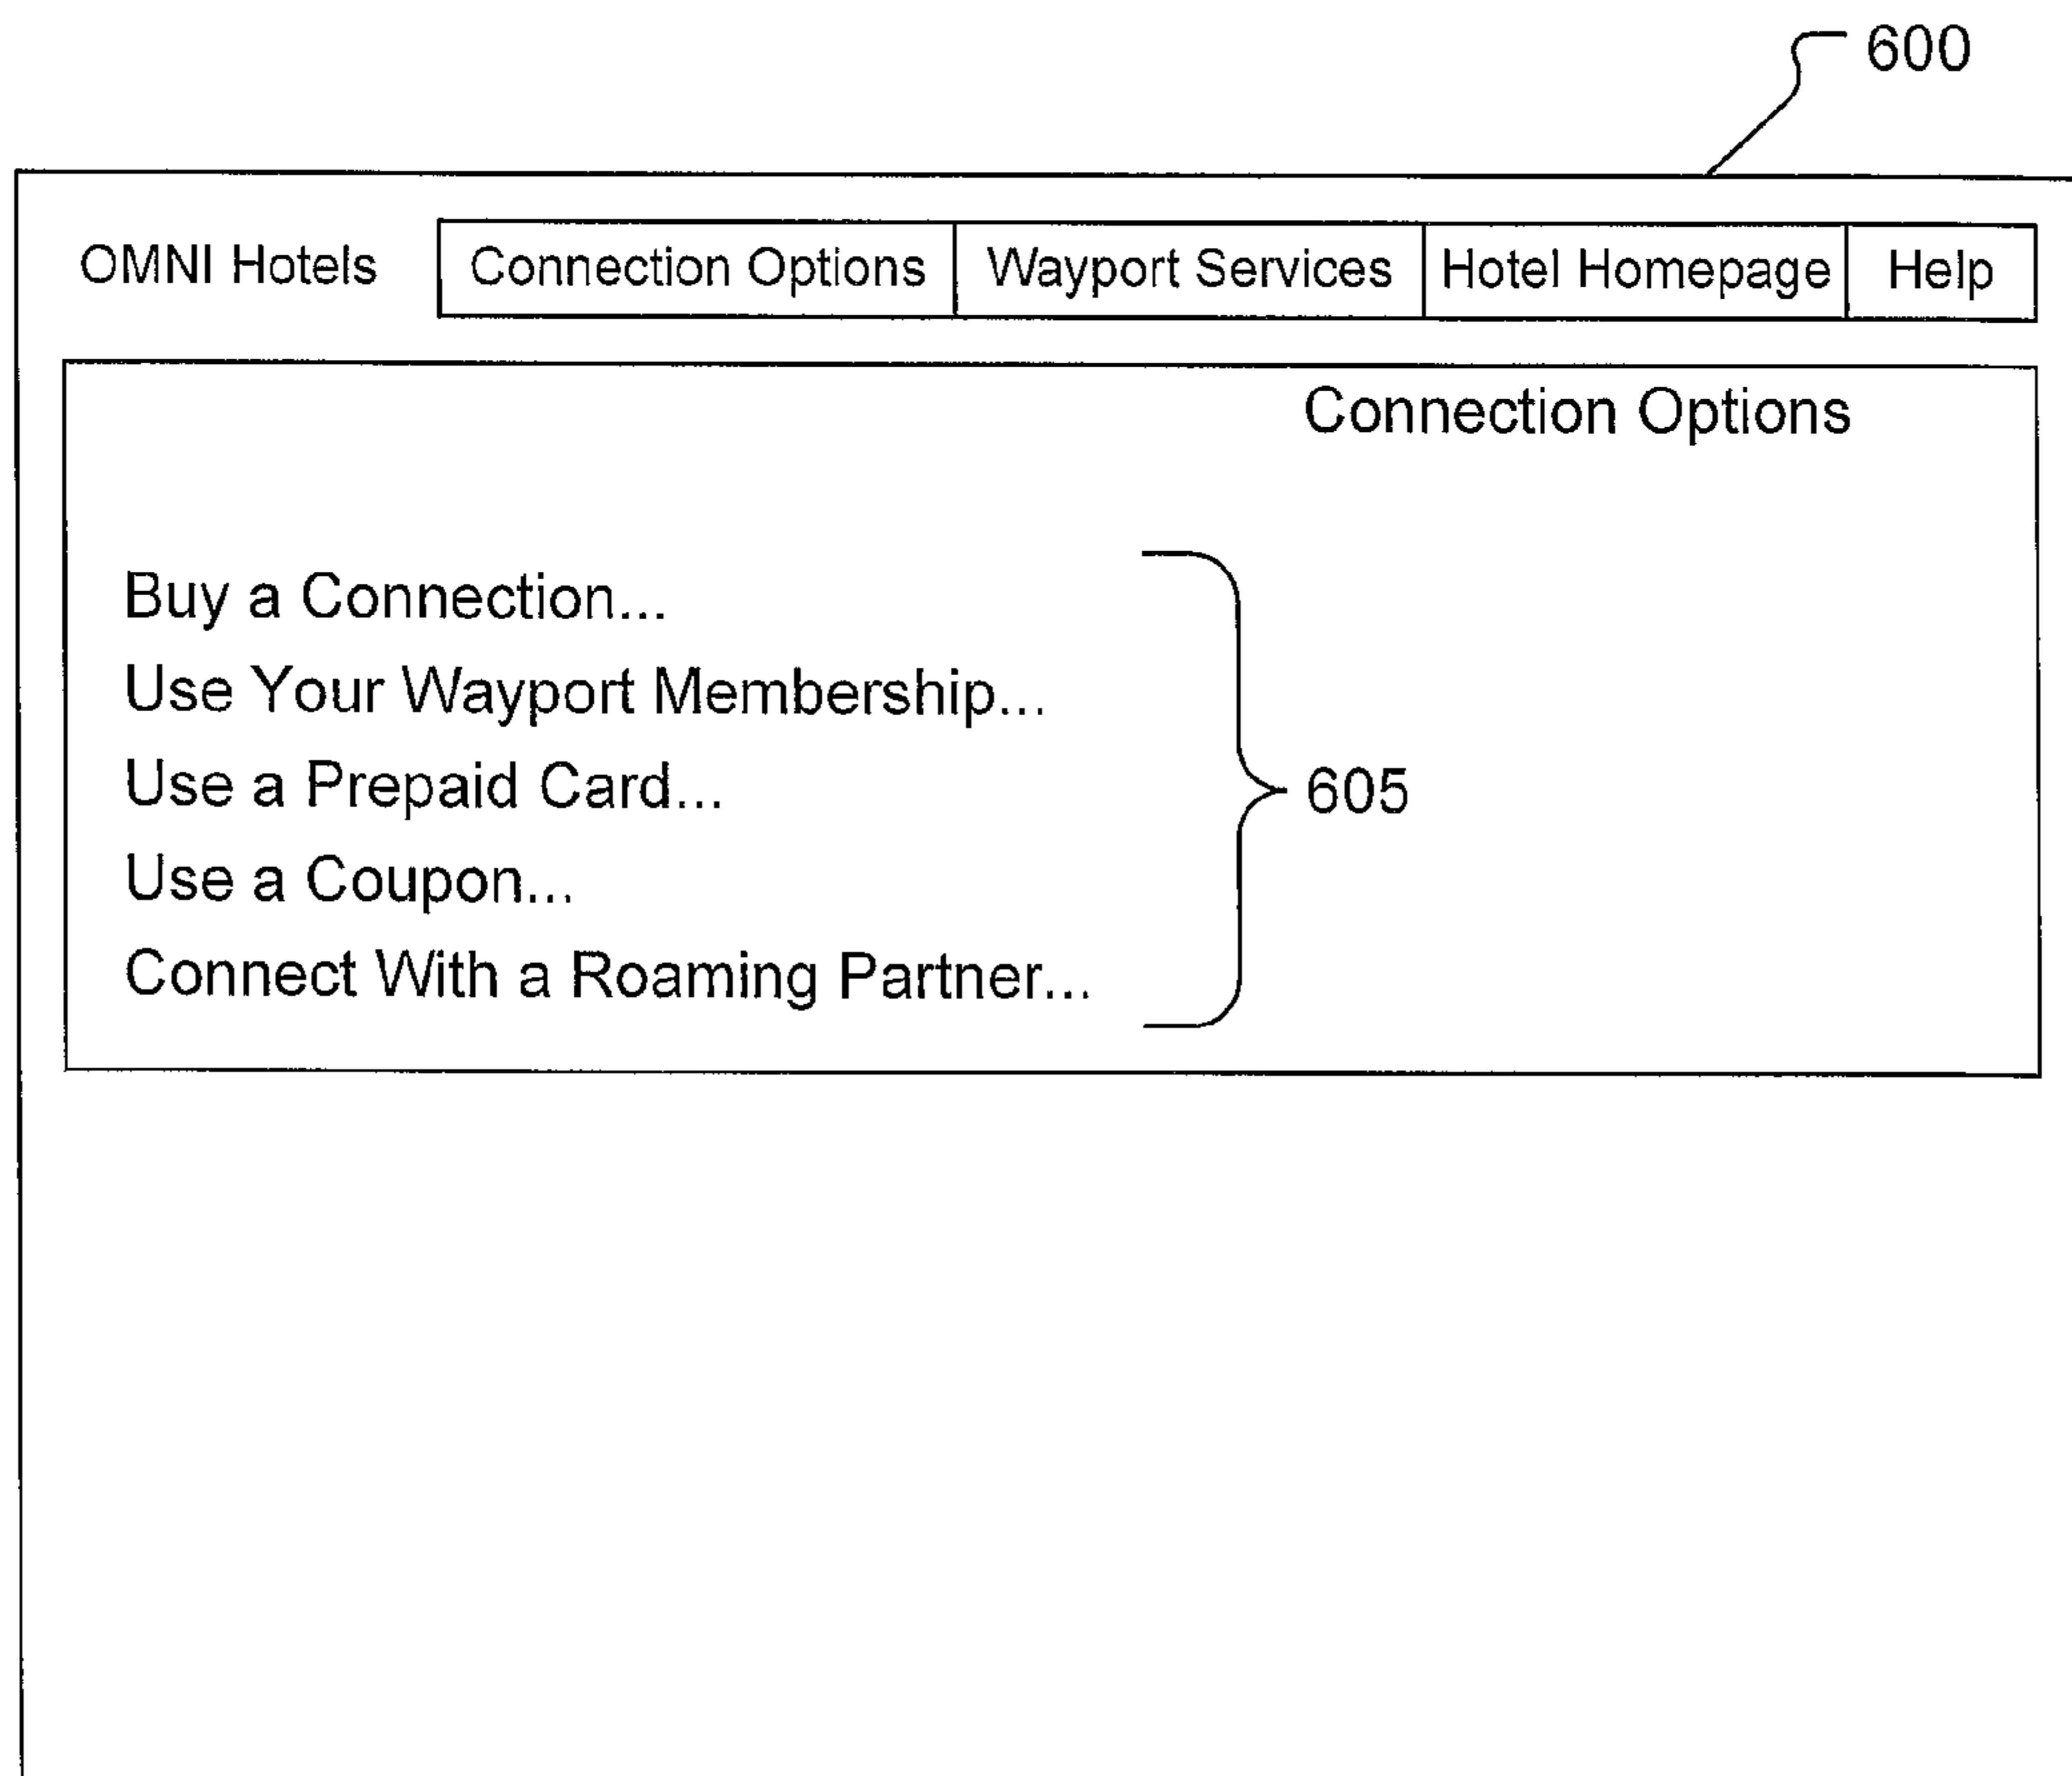 600
OMNI Hotels Connection Options Wayport Services Hotel Homepage Help
Connection Options
Buy a Connection...
Use Your Wayport Membership...
Use a Prepaid Card...
605
Use a Coupon...
Connect With a Roaming Partner...